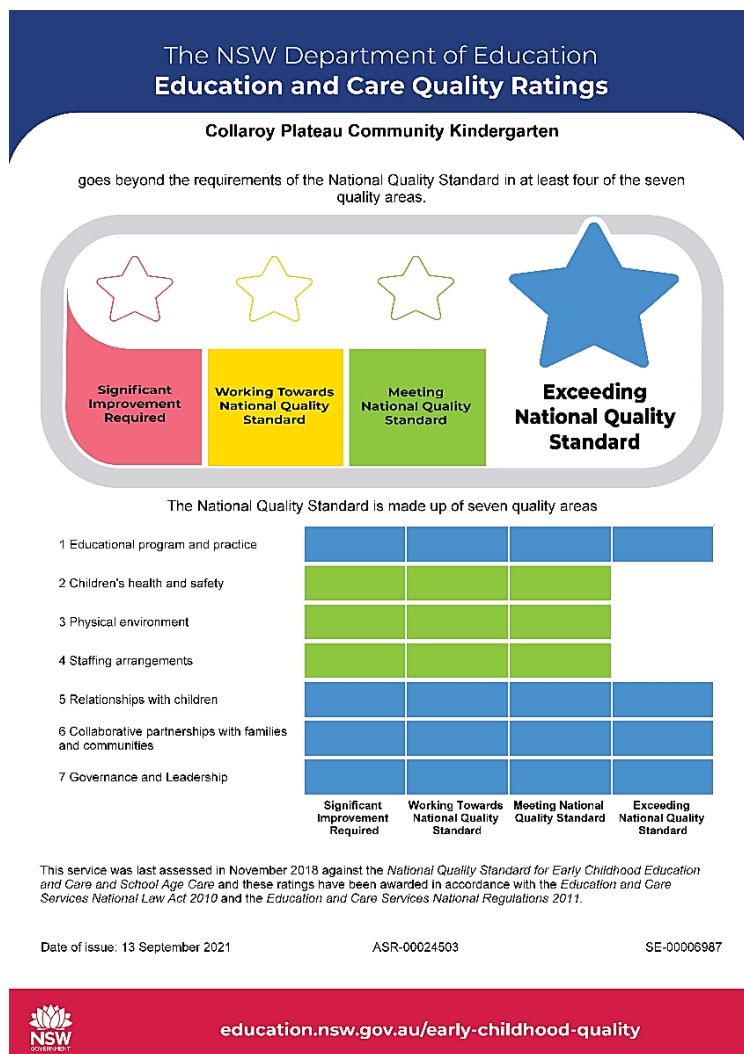 The NSW Department of Education
Education and Care Quality Ratings
Collaroy Plateau Community Kindergarten
goes beyond the requirements of the National Quality Standard in at least four of the seven
quality areas.
Significant
Improvement
Required
Working Towards
National Quality
Standard
Meeting
National Quality
Standard
Exceeding
National Quality
Standard
The National Quality Standard is made up of seven quality areas
1 Educational program and practice
2 Children's health and safety
3 Physical environment
4 Staffing arrangements
5 Relationships with children
6 Collaborative partnerships with families
and communities
7 Governance and Leadership
Significant
Improvement
Required
Working Towards
National Quality
Standard
Meeting National
Quality Standard
Exceeding
National Quality
Standard
This service was last assessed in November 2018 against the National Quality Standard for Early Childhood Education
and Care and School Age Care and these ratings have been awarded in accordance with the Education and Care
Services National Law Act 2010 and the Education and Care Services National Regulations 2011.
Date of issue: 13 September 2021 ASR-00024503 SE-00006987
NSW
GOVERNMENT
education.nsw.gov.au/early-childhood-quality